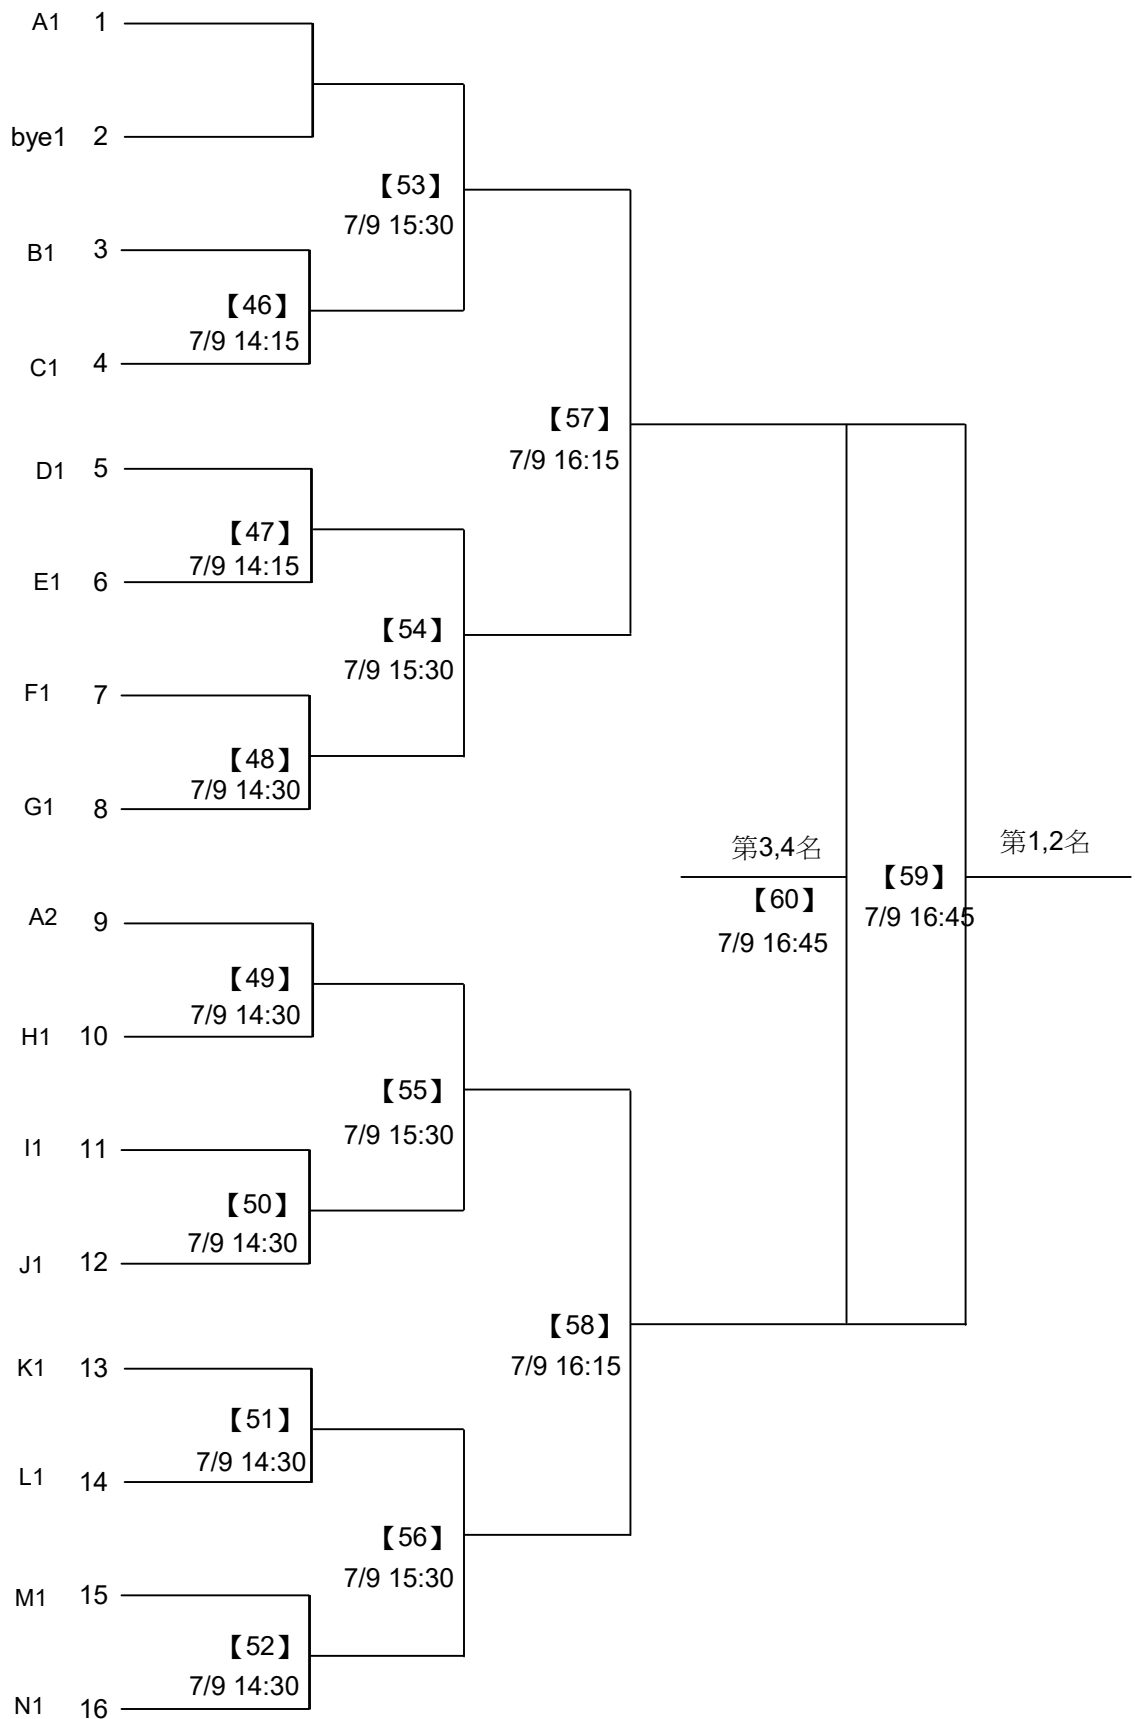 A1 1
bye1 2
【53】
7/9 15:30
B1 3
【46】
7/9 14:15
C1 4
【57】
7/9 16:15
D1 5
【47】
7/9 14:15
E1 6
【54】
7/9 15:30
F1 7
【48】
7/9 14:30
G1 8
第3,4名
第1,2名
【60】
7/9 16:45
【59】
7/9 16:45
A2 9
【49】
7/9 14:30
H1 10
【55】
7/9 15:30
I1 11
【50】
7/9 14:30
J1 12
【58】
7/9 16:15
K1 13
【51】
7/9 14:30
L1 14
【56】
7/9 15:30
M1 15
【52】
7/9 14:30
N1 16